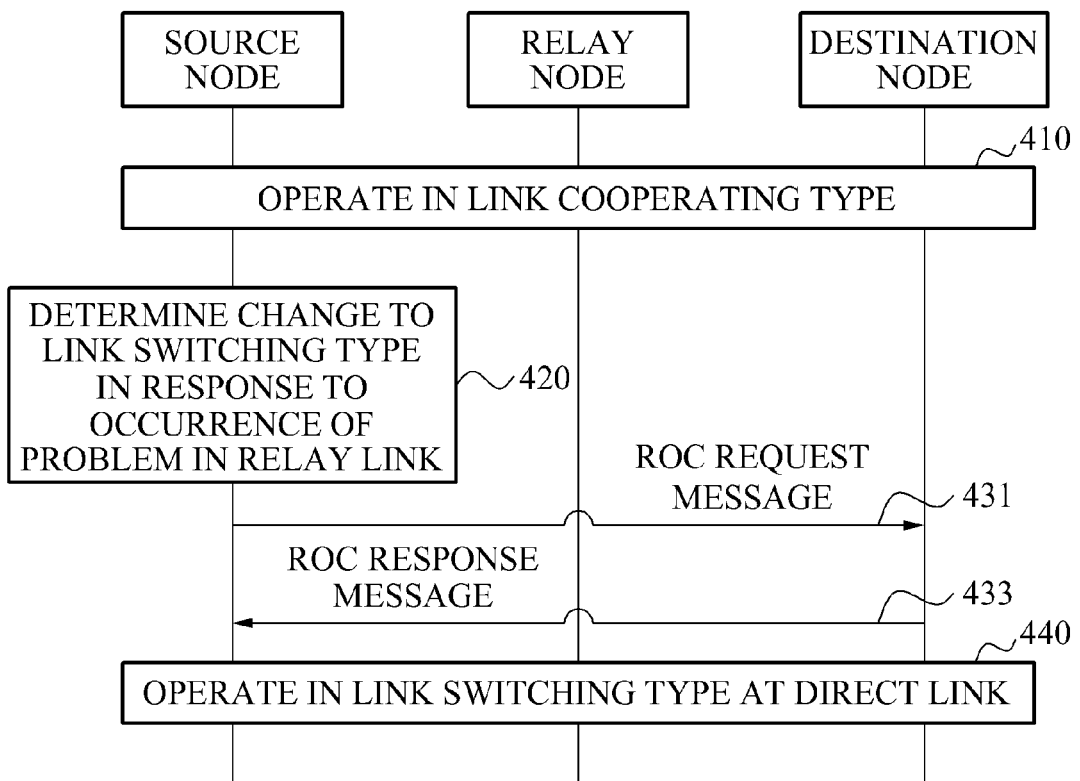 SOURCE
NODE
RELAY
NODE
DESTINATION
NODE
410
OPERATE IN LINK COOPERATING TYPE
DETERMINE CHANGE TO
LINK SWITCHING TYPE
IN RESPONSE TO
OCCURRENCE OF
PROBLEM IN RELAY LINK
420
ROC REQUEST
MESSAGE
431
ROC RESPONSE
MESSAGE
433
440
OPERATE IN LINK SWITCHING TYPE AT DIRECT LINK